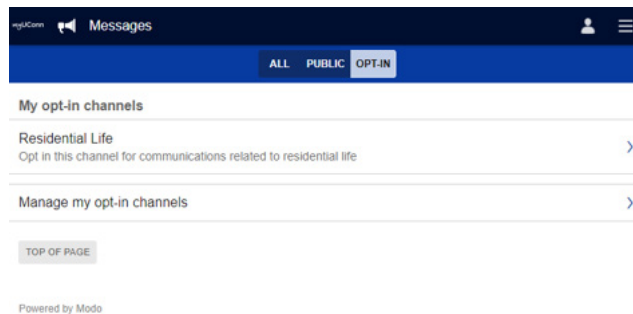 myUConn Messages
ALL PUBLIC OPT-IN
My opt-in channels
Residential Life
Opt in this channel for communications related to residential life
Manage my opt-in channels
TOP OF PAGE
Powered by Modo